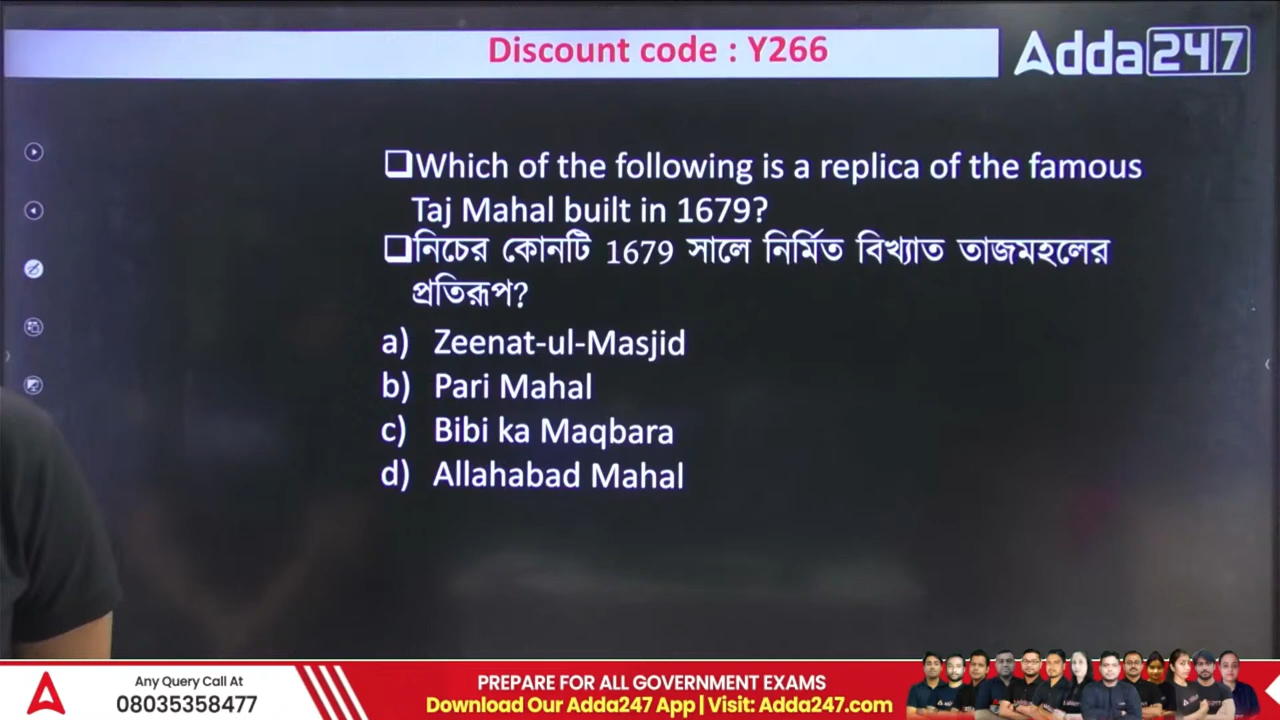 Discount code : Y266
Adda247
Which of the following is a replica of the famous
Taj Mahal built in 1679?
নিচের কোনটি 1679 সালে নির্মিত বিখ্যাত তাজমহলের
প্রতিরূপ?
a) Zeenat-ul-Masjid
b) Pari Mahal
c) Bibi ka Maqbara
d) Allahabad Mahal
Any Query Call At
08035358477
PREPARE FOR ALL GOVERNMENT EXAMS
Download Our Adda247 App | Visit: Adda247.com